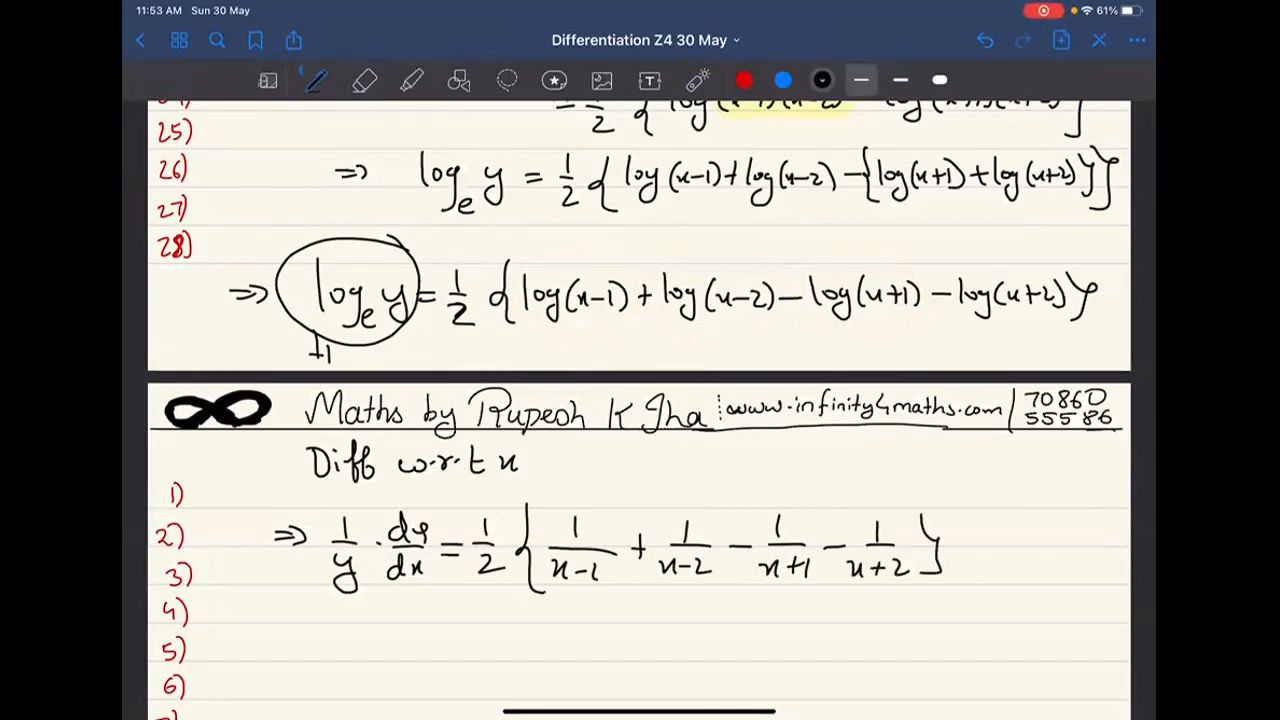 11:53 AM Sun 30 May 61%
Differentiation Z4 30 May
25)
26) ⇒ logₑ y = 1/2 { log(x-1) + log(x-2) - {log(x+1) + log(x+2)}}
27)
28)
⇒ logₑ y = 1/2 { log(x-1) + log(x-2) - log(x+1) - log(x+2)}
Maths by Rupesh K Jha www.infinity4maths.com / 70860 55586
Diff w.r.t x
1)
2) ⇒ 1/y · dy/dx = 1/2 { 1/(x-1) + 1/(x-2) - 1/(x+1) - 1/(x+2) }
3)
4)
5)
6)